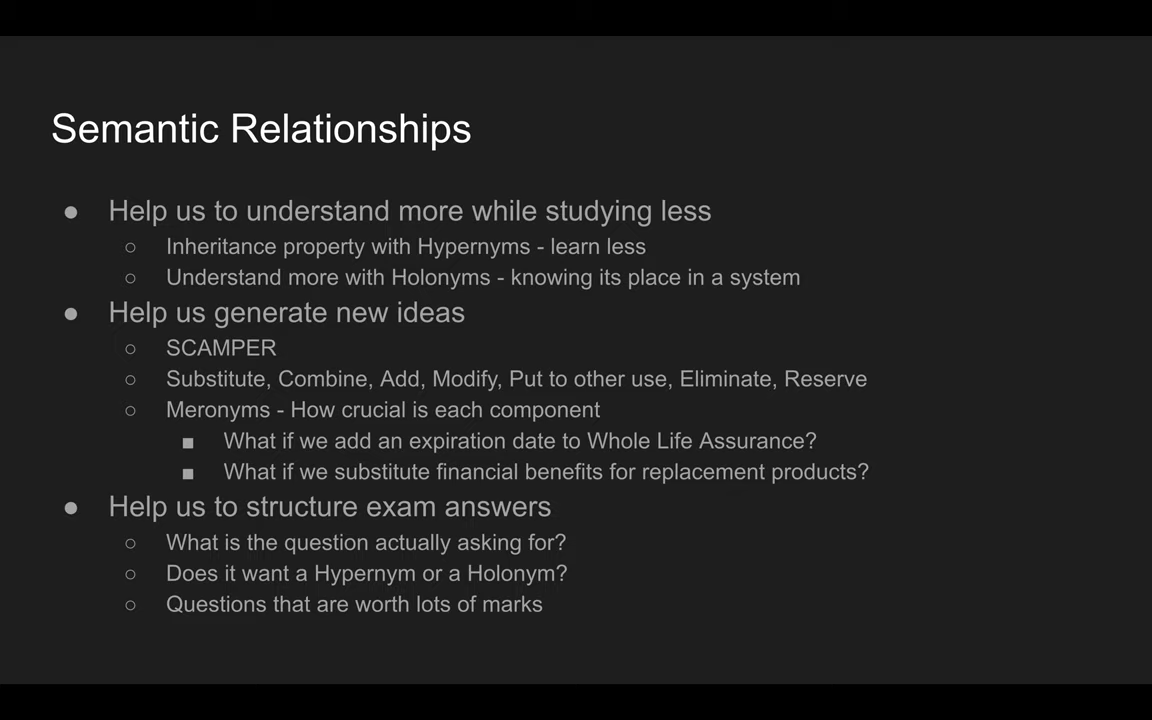 Semantic Relationships
● Help us to understand more while studying less
○ Inheritance property with Hypernyms - learn less
○ Understand more with Holonyms - knowing its place in a system
● Help us generate new ideas
○ SCAMPER
○ Substitute, Combine, Add, Modify, Put to other use, Eliminate, Reserve
○ Meronyms - How crucial is each component
■ What if we add an expiration date to Whole Life Assurance?
■ What if we substitute financial benefits for replacement products?
● Help us to structure exam answers
○ What is the question actually asking for?
○ Does it want a Hypernym or a Holonym?
○ Questions that are worth lots of marks